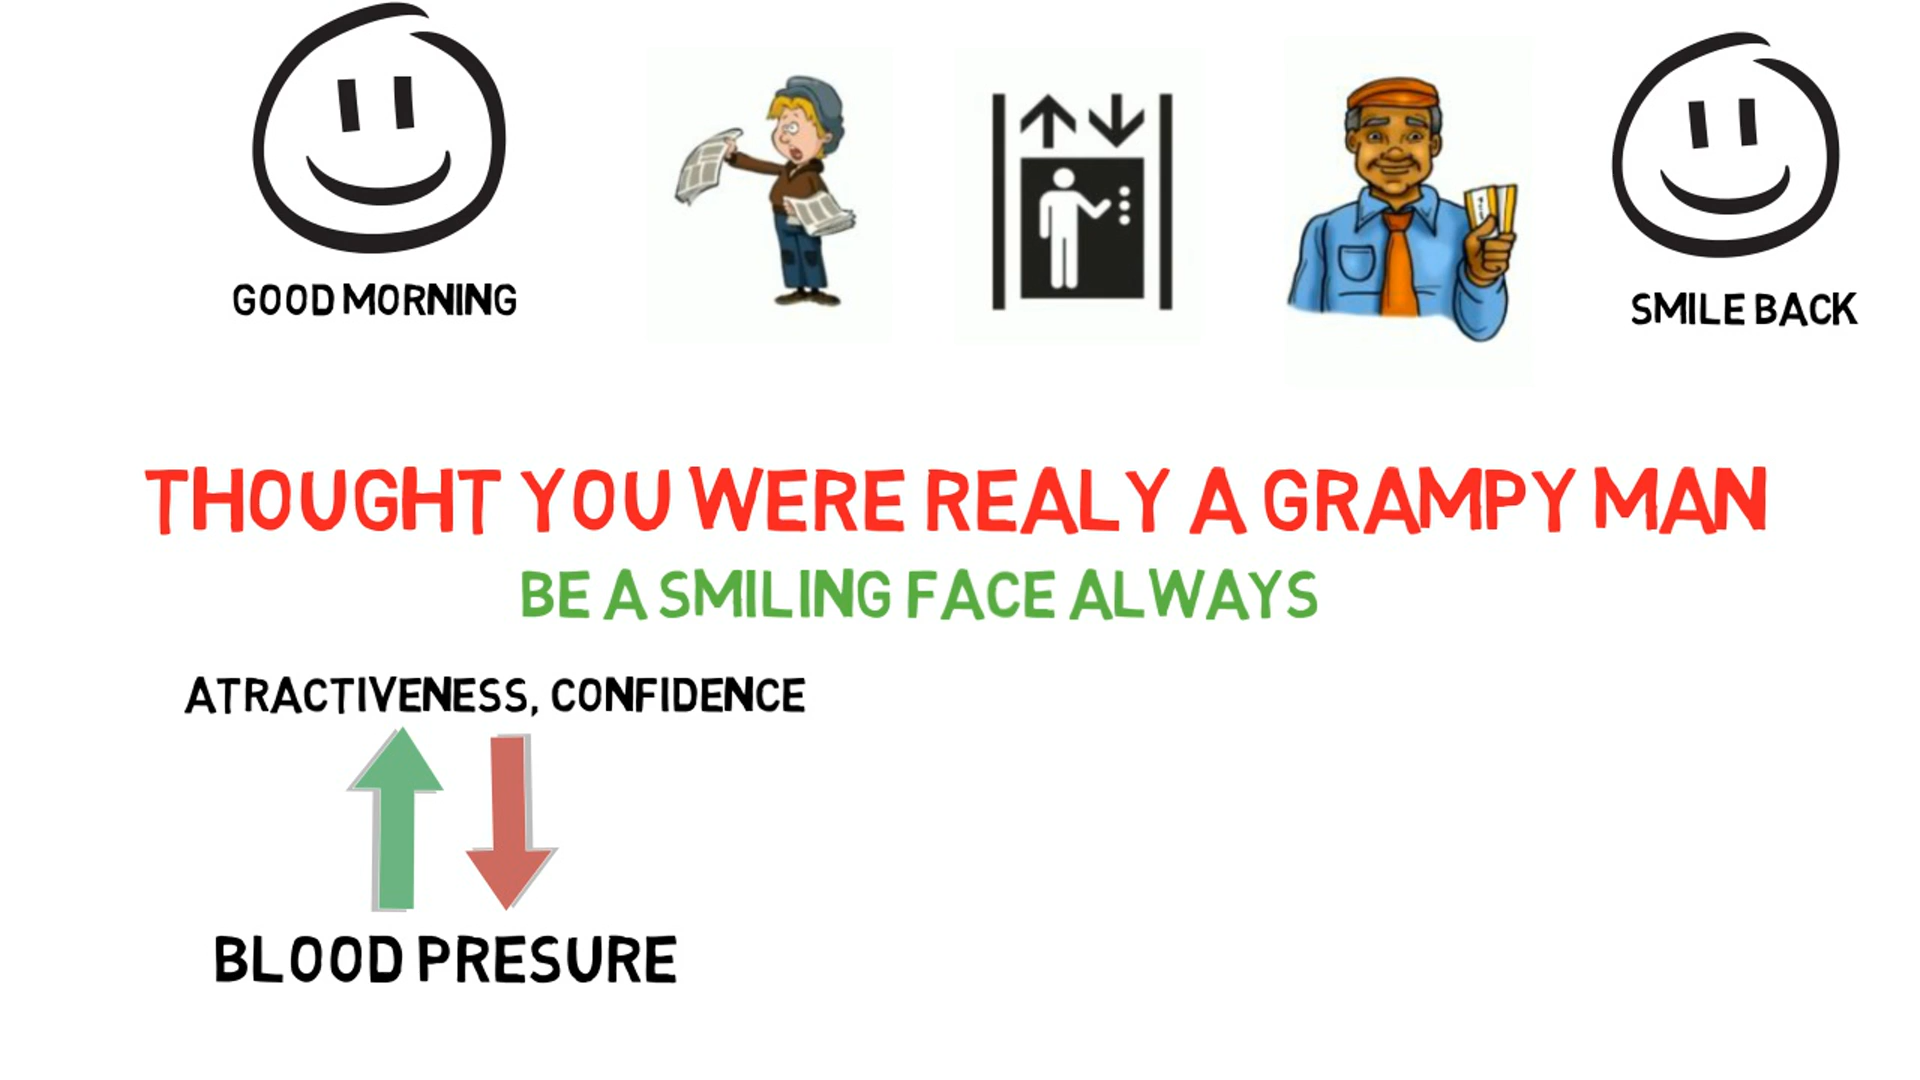 GOOD MORNING
SMILE BACK
THOUGHT YOU WERE REALY A GRAMPY MAN
BE A SMILING FACE ALWAYS
ATRACTIVENESS, CONFIDENCE
BLOOD PRESURE